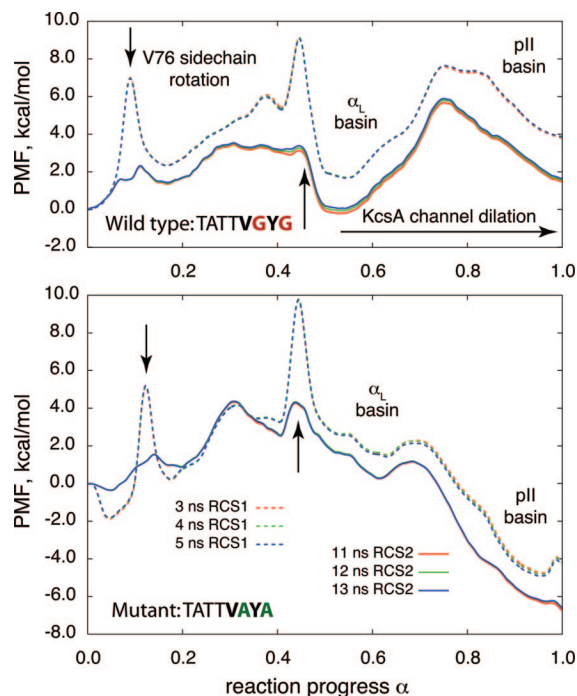 10.0
8.0
6.0
4.0
2.0
0.0
2.0
PMF, kcal/mol
V76 sidechain
rotation
αL
basin
pII
basin
Wild type:TATTVGYG
KcsA channel dilation
0.2
0.4
0.6
0.8
1.0
10.0
8.0
6.0
4.0
2.0
0.0
-2.0
-4.0
-6.0
-8.0
PMF, kcal/mol
αL
basin
pII
basin
3 ns RCS1
4 ns RCS1
5 ns RCS1
11 ns RCS2
12 ns RCS2
13 ns RCS2
Mutant:TATTVAYA
0.0
0.2
0.4
0.6
0.8
1.0
reaction progress α